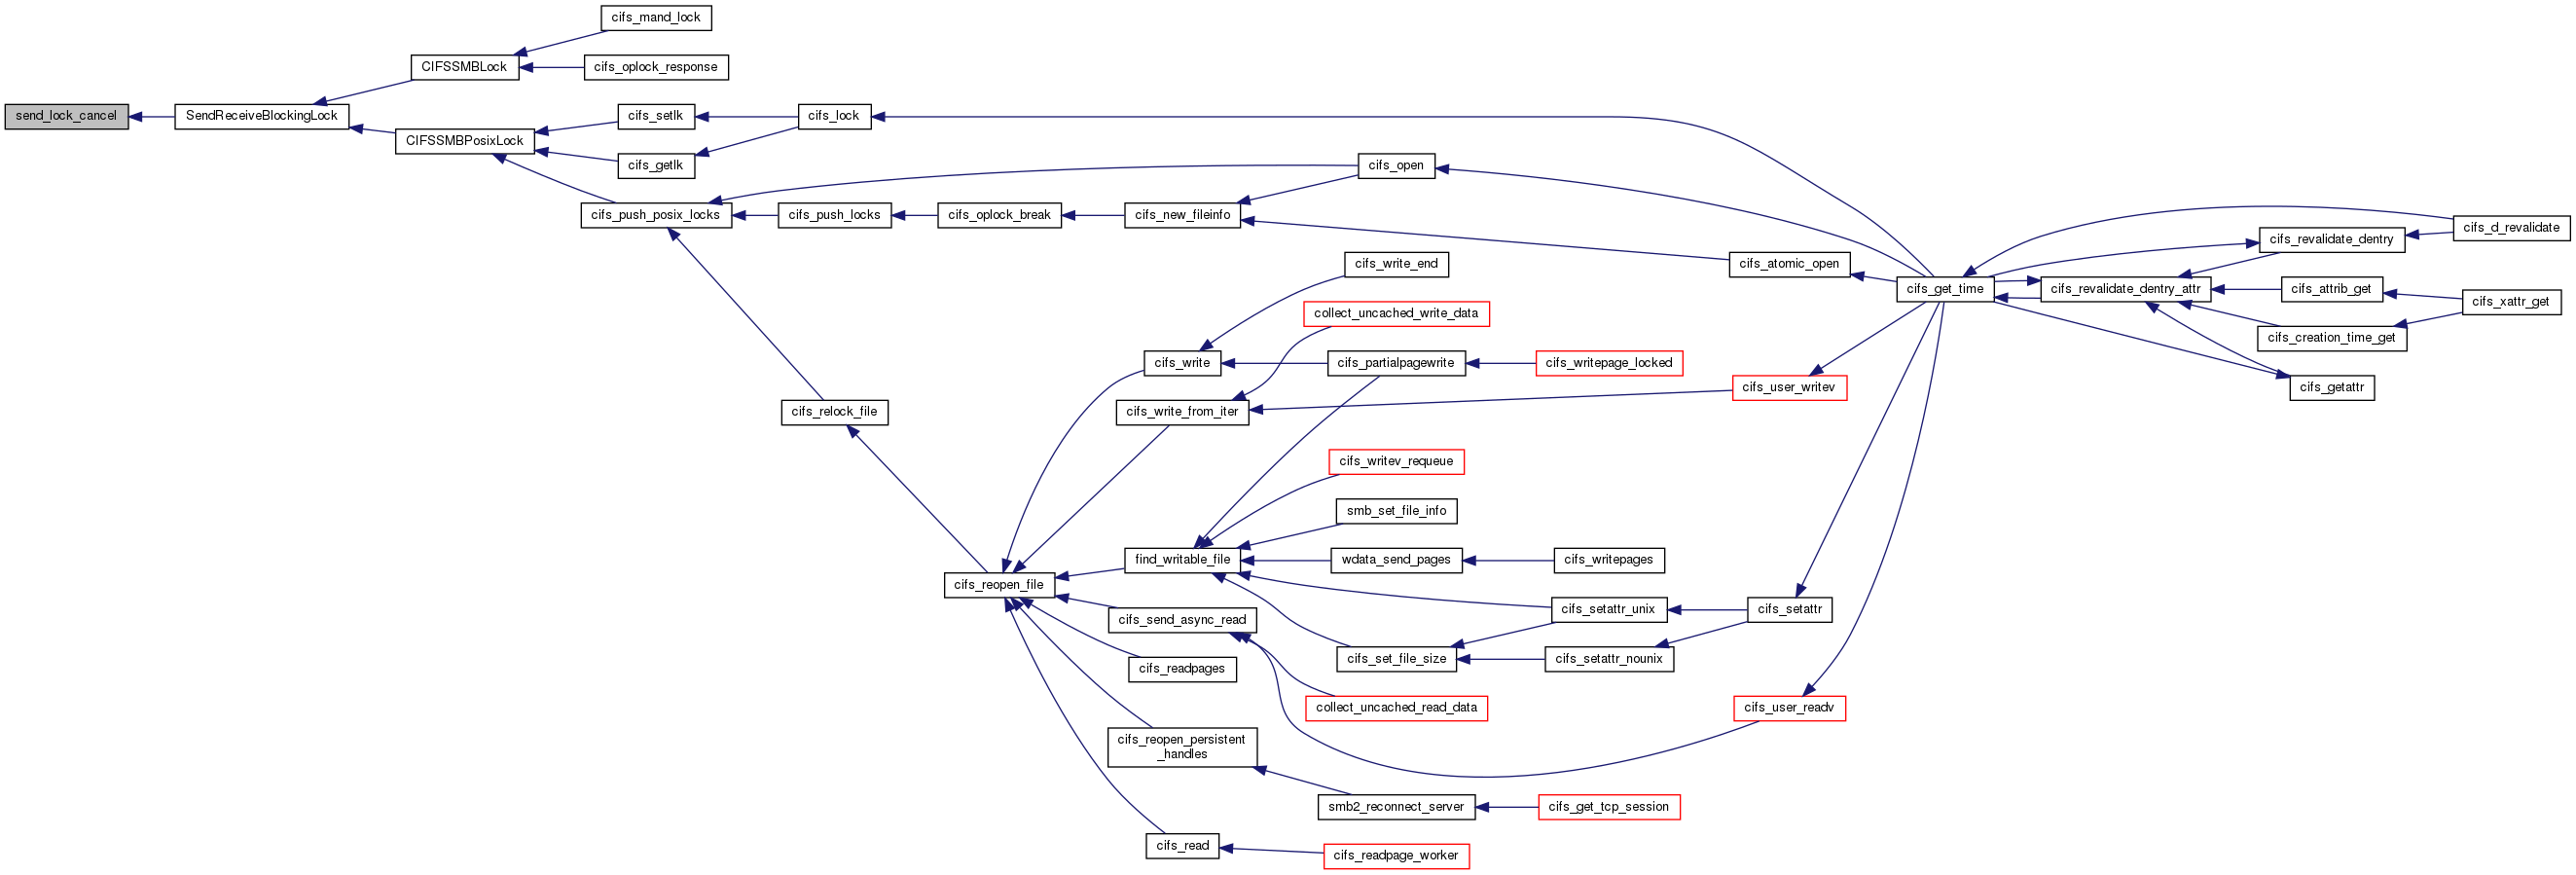 cifs_mand_lock
CIFSSMBLock
cifs_oplock_response
send_lock_cancel
SendReceiveBlockingLock
cifs_setlk
cifs_lock
CIFSSMBPosixLock
cifs_getlk
cifs_open
cifs_push_posix_locks
cifs_push_locks
cifs_oplock_break
cifs_new_fileinfo
cifs_d_revalidate
cifs_revalidate_dentry
cifs_write_end
cifs_atomic_open
cifs_get_time
cifs_revalidate_dentry_attr
cifs_attrib_get
cifs_xattr_get
collect_uncached_write_data
cifs_creation_time_get
cifs_write
cifs_partialpagewrite
cifs_writepage_locked
cifs_user_writev
cifs_getattr
cifs_relock_file
cifs_write_from_iter
cifs_writev_requeue
smb_set_file_info
find_writable_file
wdata_send_pages
cifs_writepages
cifs_reopen_file
cifs_setattr_unix
cifs_setattr
cifs_send_async_read
cifs_set_file_size
cifs_setattr_nounix
cifs_readpages
collect_uncached_read_data
cifs_user_readv
cifs_reopen_persistent
_handles
smb2_reconnect_server
cifs_get_tcp_session
cifs_read
cifs_readpage_worker